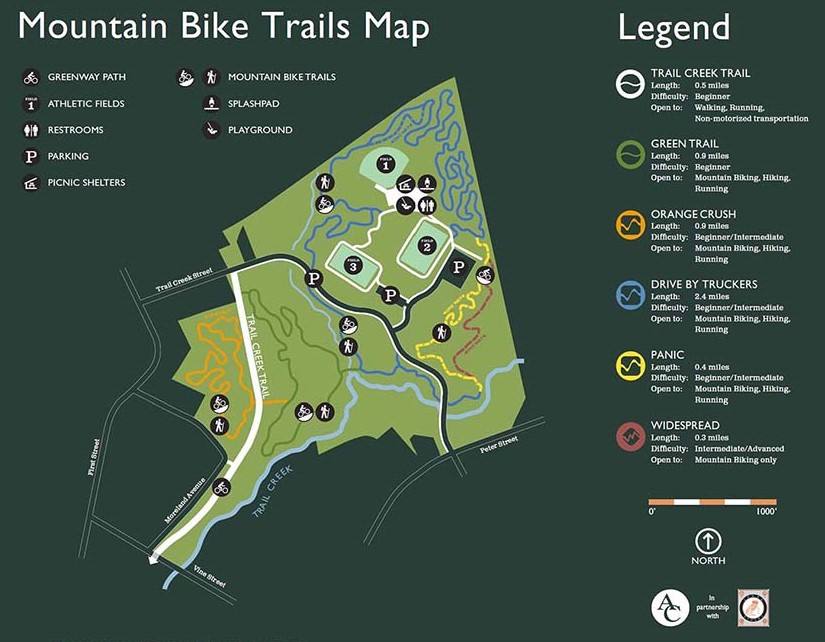 Mountain Bike Trails Map
GREENWAY PATH
FIELD
1
ATHLETIC FIELDS
RESTROOMS
P
PARKING
PICNIC SHELTERS
MOUNTAIN BIKE TRAILS
SPLASHPAD
PLAYGROUND
FIELD
1
FIELD
2
FIELD
3
P
P
P
Trail Creek Street
TRAIL CREEK TRAIL
TRAIL CREEK
First Street
Moreland Avenue
Vine Street
Peter Street
Legend
TRAIL CREEK TRAIL
Length: 0.5 miles
Difficulty: Beginner
Open to: Walking, Running,
Non-motorized transportation
GREEN TRAIL
Length: 0.9 miles
Difficulty: Beginner
Open to: Mountain Biking, Hiking,
Running
ORANGE CRUSH
Length: 0.9 miles
Difficulty: Beginner/Intermediate
Open to: Mountain Biking, Hiking,
Running
DRIVE BY TRUCKERS
Length: 2.4 miles
Difficulty: Beginner/Intermediate
Open to: Mountain Biking, Hiking,
Running
PANIC
Length: 0.4 miles
Difficulty: Beginner/Intermediate
Open to: Mountain Biking, Hiking,
Running
WIDESPREAD
Length: 0.3 miles
Difficulty: Intermediate/Advanced
Open to: Mountain Biking only
0' 1000'
NORTH
AC
In
partnership
with